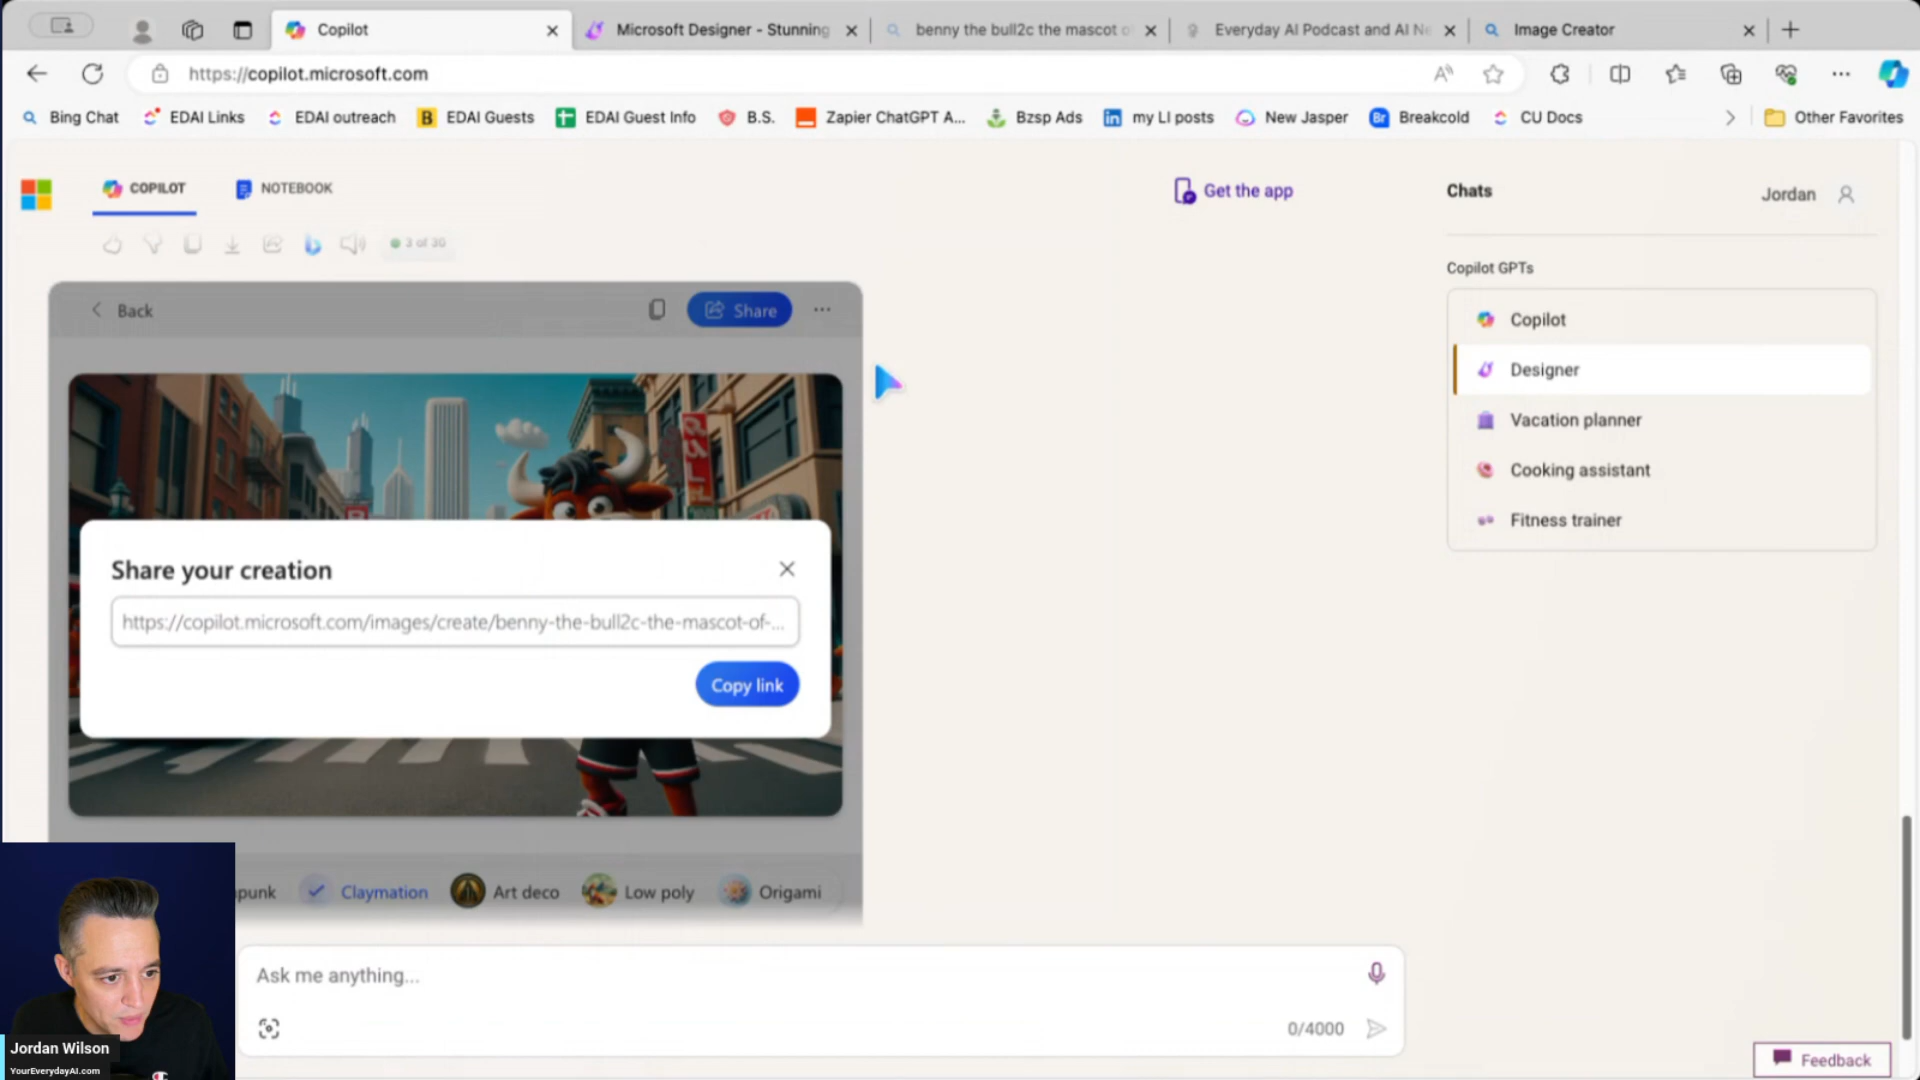 Copilot
Microsoft Designer - Stunning
benny the bull2c the mascot o
Everyday AI Podcast and AI Ne
Image Creator
https://copilot.microsoft.com
Bing Chat
EDAI Links
EDAI outreach
EDAI Guests
EDAI Guest Info
B.S.
Zapier ChatGPT A...
Bzsp Ads
my LI posts
New Jasper
Breakcold
CU Docs
Other Favorites
COPILOT
NOTEBOOK
Get the app
Chats
Jordan
3 of 30
Copilot GPTs
Copilot
Designer
Vacation planner
Cooking assistant
Fitness trainer
Back
Share
Share your creation
https://copilot.microsoft.com/images/create/benny-the-bull2c-the-mascot-of-...
Copy link
punk
Claymation
Art deco
Low poly
Origami
Ask me anything...
0/4000
Feedback
Jordan Wilson
YourEverydayAI.com